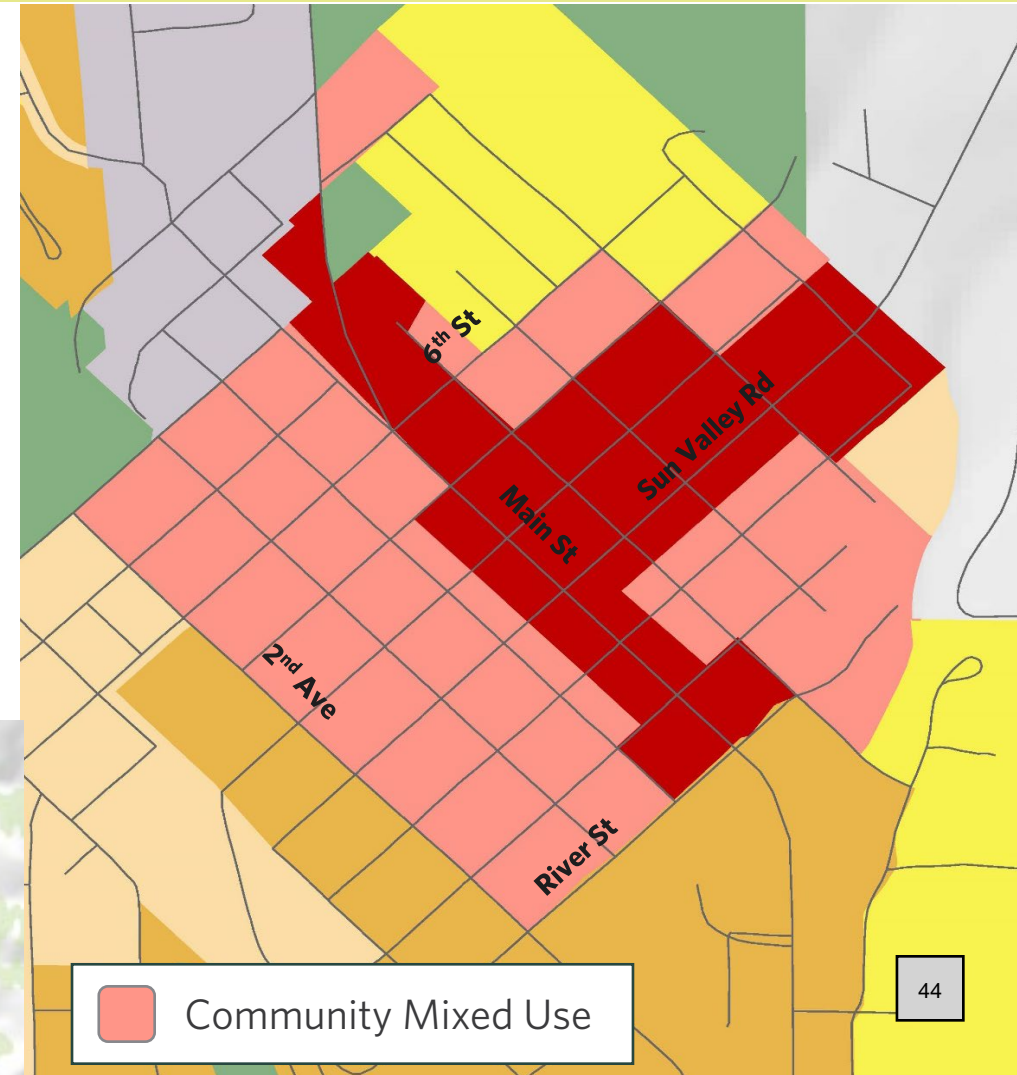 6th St
Sun Valley Rd
Main St
2nd Ave
River St
Community Mixed Use
44